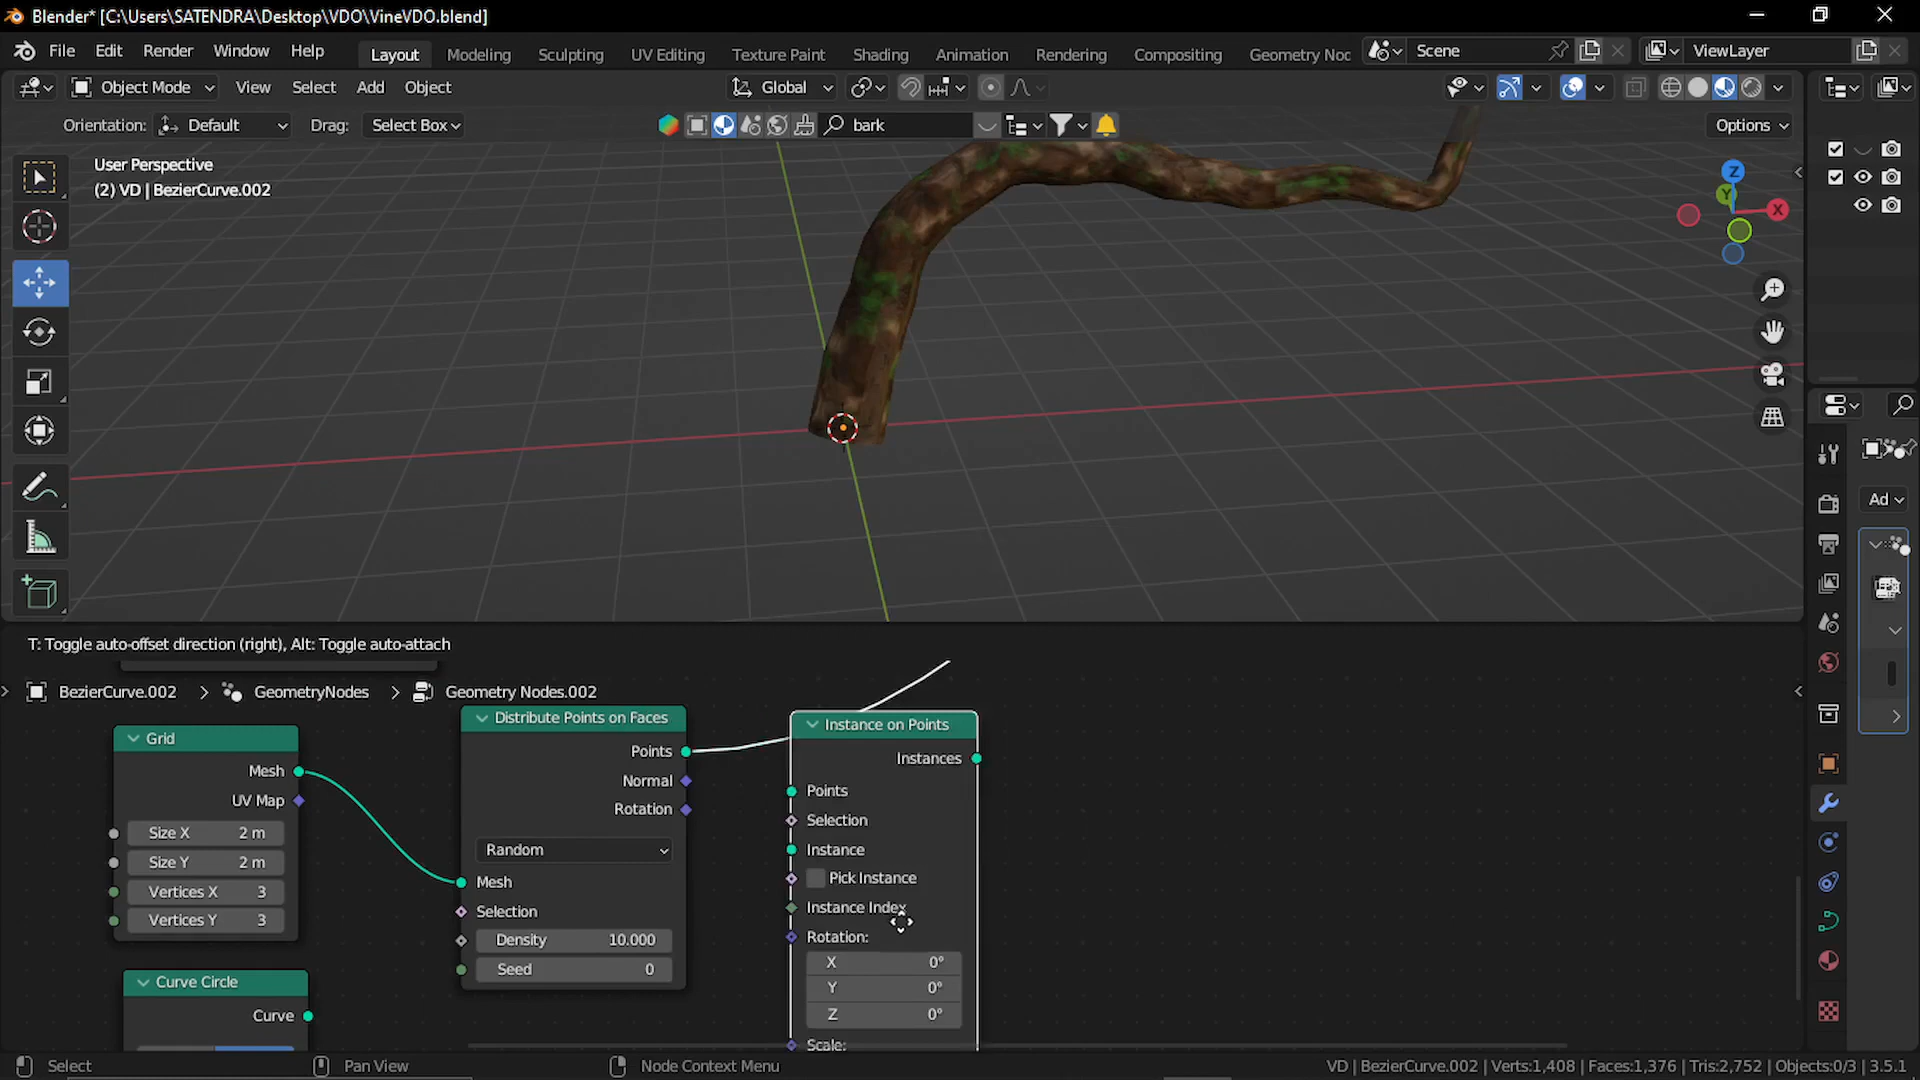 Blender* [C:\Users\SATENDRA\Desktop\VDO\VineVDO.blend]
File Edit Render Window Help Layout Modeling Sculpting UV Editing Texture Paint Shading Animation Rendering Compositing Geometry Noc Scene ViewLayer
Object Mode View Select Add Object Global
Orientation: Default Drag: Select Box bark Options
User Perspective
(2) VD | BezierCurve.002
Z
Y
X
Ad
T: Toggle auto-offset direction (right), Alt: Toggle auto-attach
BezierCurve.002 > GeometryNodes > Geometry Nodes.002
Grid
Mesh
UV Map
Size X 2 m
Size Y 2 m
Vertices X 3
Vertices Y 3
Curve Circle
Curve
Distribute Points on Faces
Points
Normal
Rotation
Random
Mesh
Selection
Density 10.000
Seed 0
Instance on Points
Instances
Points
Selection
Instance
Pick Instance
Instance Index
Rotation:
X 0°
Y 0°
Z 0°
Scale:
Select Pan View Node Context Menu VD | BezierCurve.002 | Verts:1,408 | Faces:1,376 | Tris:2,752 | Objects:0/3 | 3.5.1